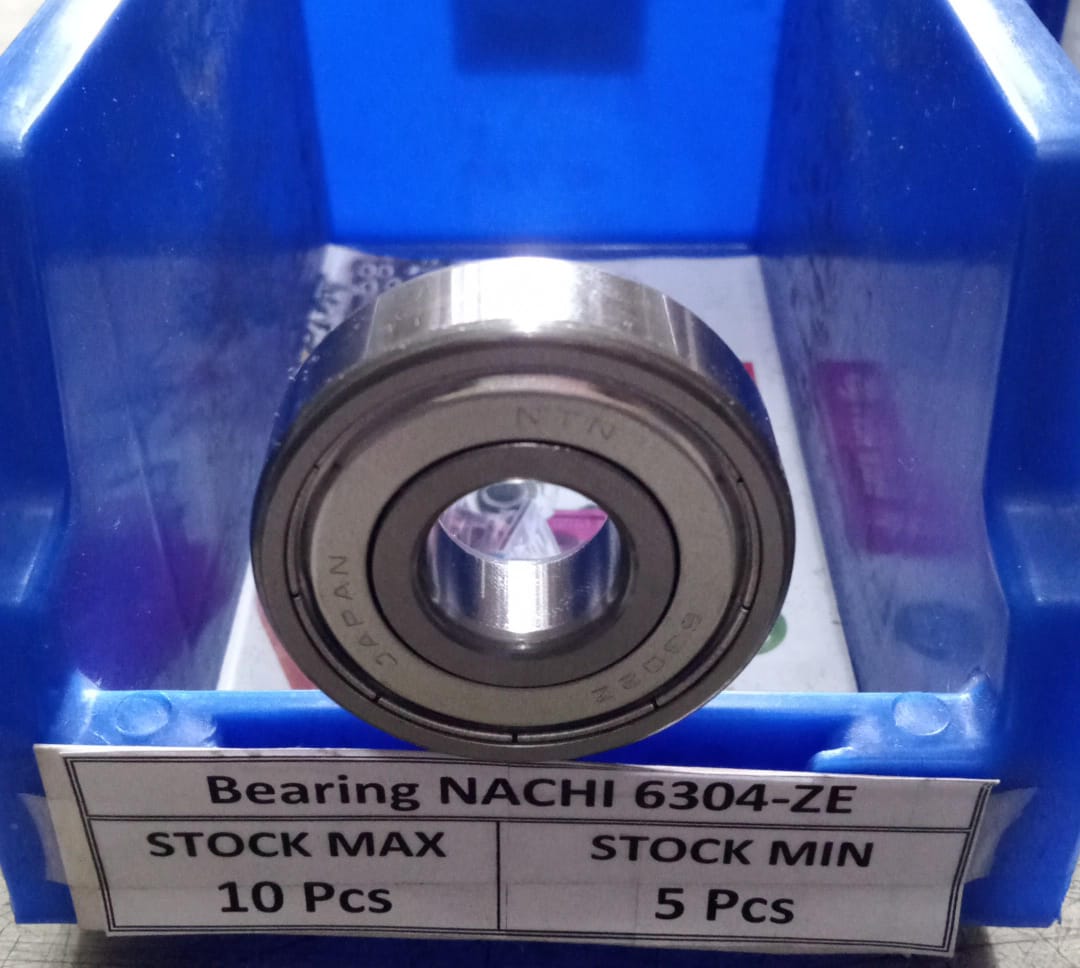 NTN
JAPAN
6302Z
Bearing NACHI 6304-ZE
STOCK MAX
STOCK MIN
10 Pcs
5 Pcs